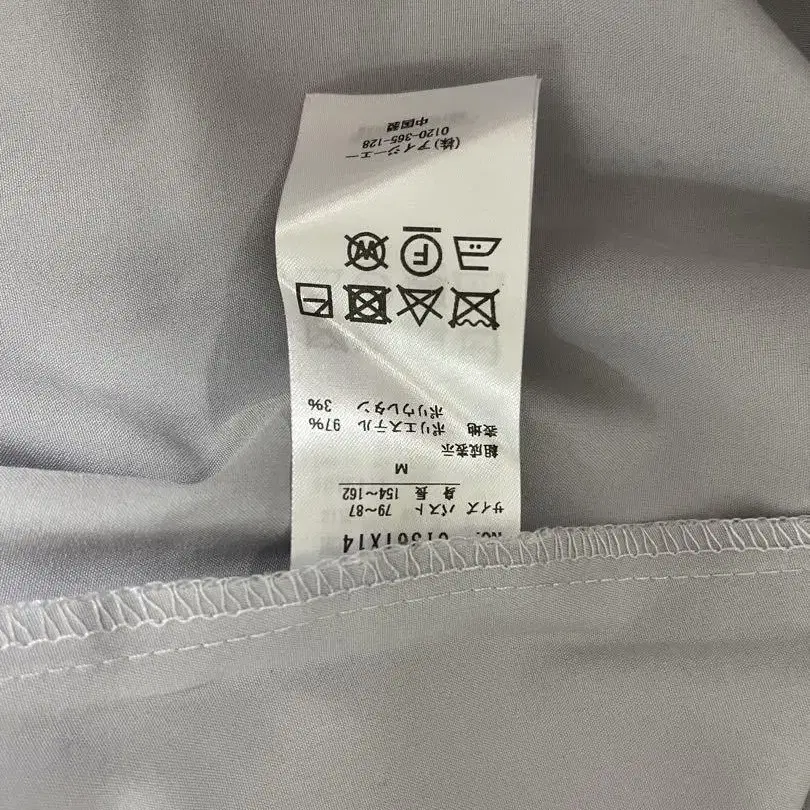 サイズ バスト 79~87
身長 154~162
M
組成表示
表地 ポリエステル 97%
ポリウレタン 3%
F
W
(株)アイジーエー
0120-365-128
中国製